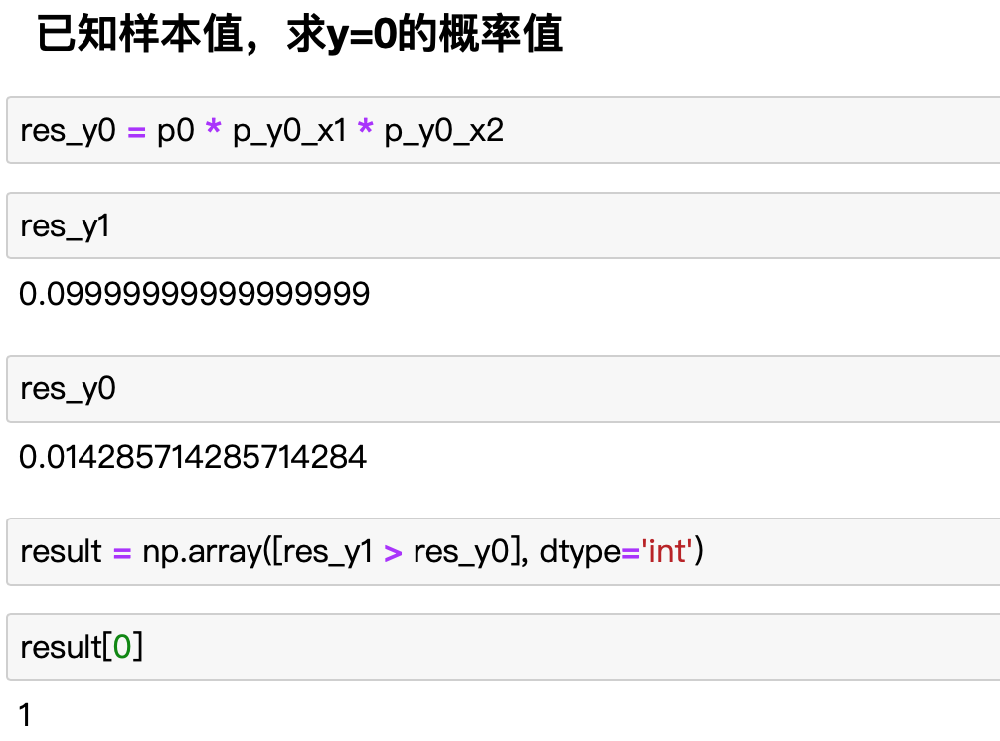 已知样本值，求y=0的概率值
res_y0 = p0 * p_y0_x1 * p_y0_x2
res_y1
0.09999999999999999
res_y0
0.014285714285714284
result = np.array([res_y1 > res_y0], dtype='int')
result[0]
1